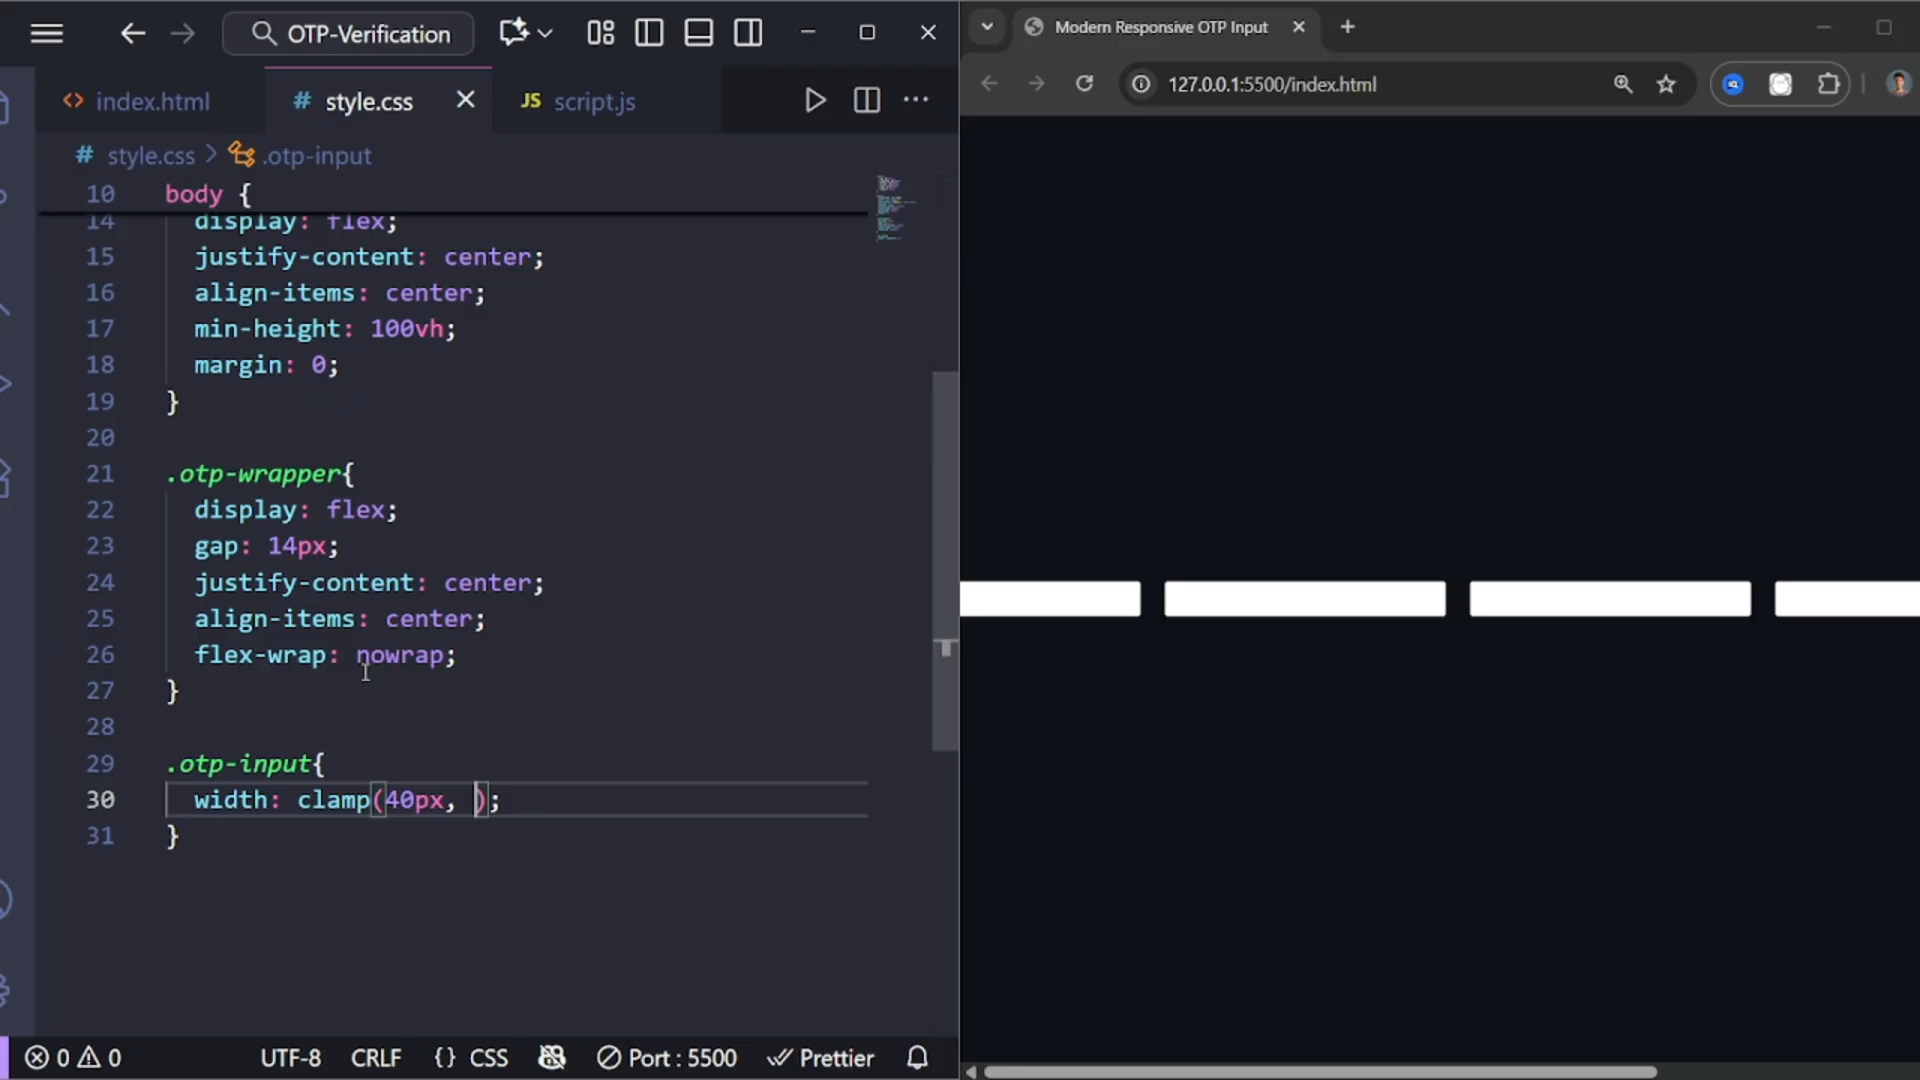 OTP-Verification
index.html
# style.css
JS script.js
# style.css > .otp-input
10 body {
14 display: flex;
15 justify-content: center;
16 align-items: center;
17 min-height: 100vh;
18 margin: 0;
19 }
20
21 .otp-wrapper{
22 display: flex;
23 gap: 14px;
24 justify-content: center;
25 align-items: center;
26 flex-wrap: nowrap;
27 }
28
29 .otp-input{
30 width: clamp(40px, );
31 }
0 0 UTF-8 CRLF {} CSS Port : 5500 Prettier
Modern Responsive OTP Input
127.0.0.1:5500/index.html